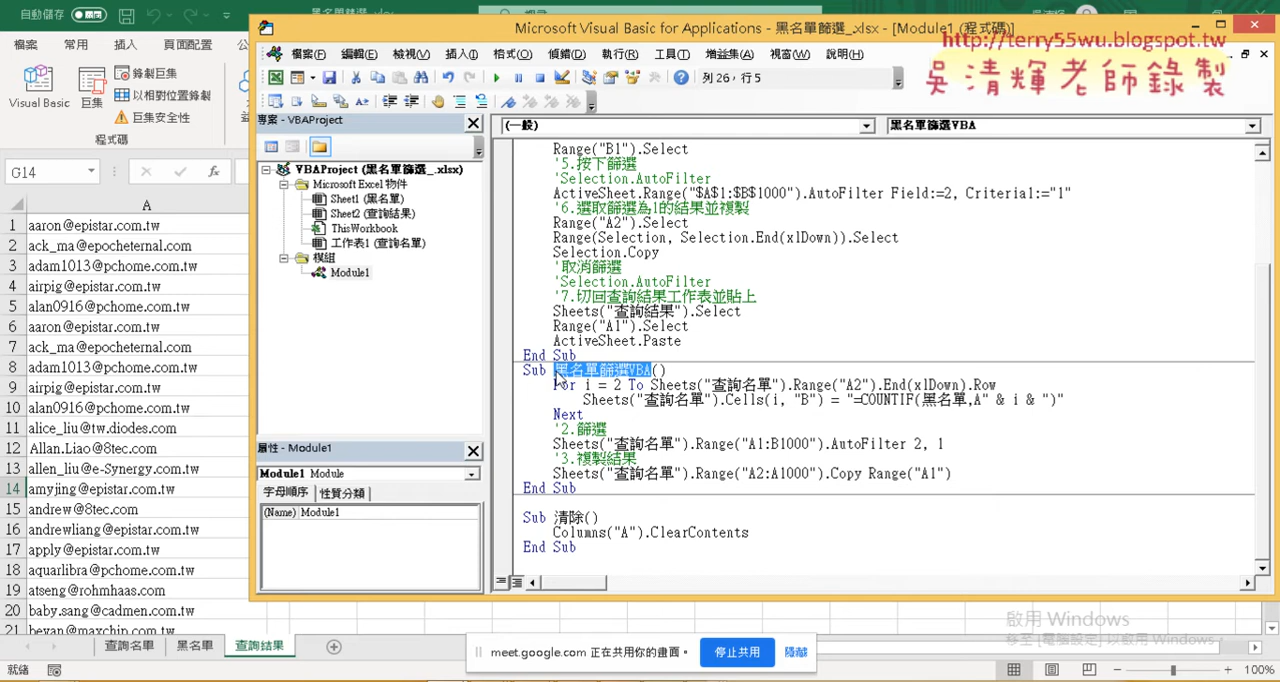 自動儲存
黑名單篩選_.xlsx
檔案 常用 插入 頁面配置
Visual Basic
巨集
錄製巨集
以相對位置錄製
巨集安全性
程式碼
G14
A
1 aaron@epistar.com.tw
2 ack_ma@epocheternal.com
3 adam1013@pchome.com.tw
4 airpig@epistar.com.tw
5 alan0916@pchome.com.tw
6 aaron@epistar.com.tw
7 ack_ma@epocheternal.com
8 adam1013@pchome.com.tw
9 airpig@epistar.com.tw
10 alan0916@pchome.com.tw
11 alice_liu@tw.diodes.com
12 Allan.Liao@8tec.com
13 allen_liu@e-Synergy.com.tw
14 amyjing@epistar.com.tw
15 andrew@8tec.com
16 andrewliang@epistar.com.tw
17 apply@epistar.com.tw
18 aquarlibra@pchome.com.tw
19 atseng@rohmhaas.com
20 baby.sang@cadmen.com.tw
21 bevan@maxchip.com.tw
查詢名單 黑名單 查詢結果
就緒
Microsoft Visual Basic for Applications - 黑名單篩選_.xlsx - [Module1 (程式碼)]
http://terry55wu.blogspot.tw
吳清輝老師錄製
檔案(F) 編輯(E) 檢視(V) 插入(I) 格式(O) 偵錯(D) 執行(R) 工具(T) 增益集(A) 視窗(W) 說明(H)
列 26，行 5
專案 - VBAProject
VBAProject (黑名單篩選_.xlsx)
Microsoft Excel 物件
Sheet1 (黑名單)
Sheet2 (查詢結果)
ThisWorkbook
工作表1 (查詢名單)
模組
Module1
屬性 - Module1
Module1 Module
字母順序 性質分類
(Name) Module1
(一般) 黑名單篩選VBA
Range("B1").Select
'5.按下篩選
'Selection.AutoFilter
ActiveSheet.Range("$A$1:$B$1000").AutoFilter Field:=2, Criteria1:="1"
'6.選取篩選為1的結果並複製
Range("A2").Select
Range(Selection, Selection.End(xlDown)).Select
Selection.Copy
'取消篩選
'Selection.AutoFilter
'7.切回查詢結果工作表並貼上
Sheets("查詢結果").Select
Range("A1").Select
ActiveSheet.Paste
End Sub
Sub 黑名單篩選VBA()
For i = 2 To Sheets("查詢名單").Range("A2").End(xlDown).Row
Sheets("查詢名單").Cells(i, "B") = "=COUNTIF(黑名單,A" & i & ")"
Next
'2.篩選
Sheets("查詢名單").Range("A1:B1000").AutoFilter 2, 1
'3.複製結果
Sheets("查詢名單").Range("A2:A1000").Copy Range("A1")
End Sub
Sub 清除()
Columns("A").ClearContents
End Sub
啟用 Windows
移至 [電腦設定] 以啟用 Windows。
meet.google.com 正在共用你的畫面。 停止共用 隱藏
100%